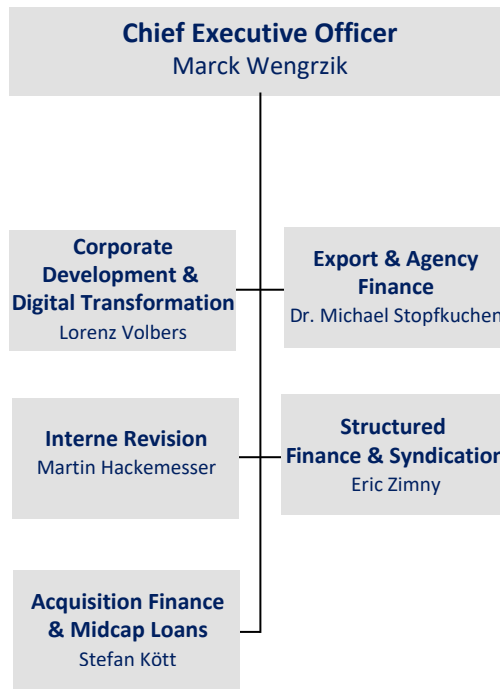 Chief Executive Officer
Marck Wengrzik
Corporate
Development &
Digital Transformation
Lorenz Volbers
Export & Agency
Finance
Dr. Michael Stopfkuchen
Interne Revision
Martin Hackemesser
Structured
Finance & Syndication
Eric Zimny
Acquisition Finance
& Midcap Loans
Stefan Kött